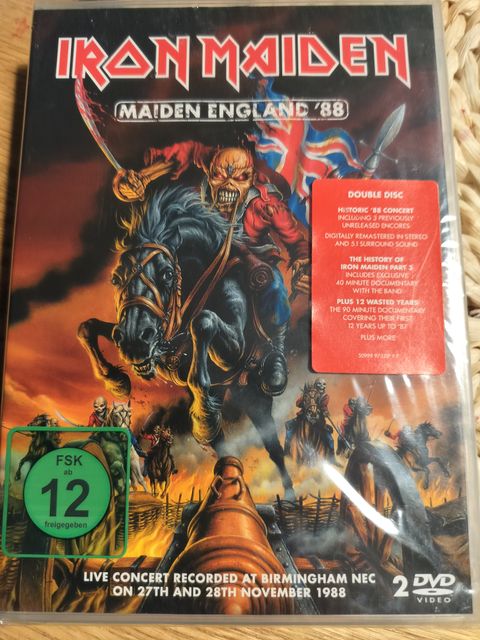 IRON MAIDEN
MAIDEN ENGLAND '88
DOUBLE DISC
HISTORIC '88 CONCERT
INCLUDING 3 PREVIOUSLY
UNRELEASED ENCORES
DIGITALLY REMASTERED IN STEREO
AND 5.1 SURROUND SOUND
THE HISTORY OF
IRON MAIDEN PART 3
INCLUDES EXCLUSIVE
40 MINUTE DOCUMENTARY
WITH THE BAND
PLUS 12 WASTED YEARS
THE 90 MINUTE DOCUMENTARY
COVERING THEIR FIRST
12 YEARS UP TO '87
PLUS MORE
FSK
ab
12
freigegeben
LIVE CONCERT RECORDED AT BIRMINGHAM NEC
ON 27TH AND 28TH NOVEMBER 1988
2 DVD
VIDEO